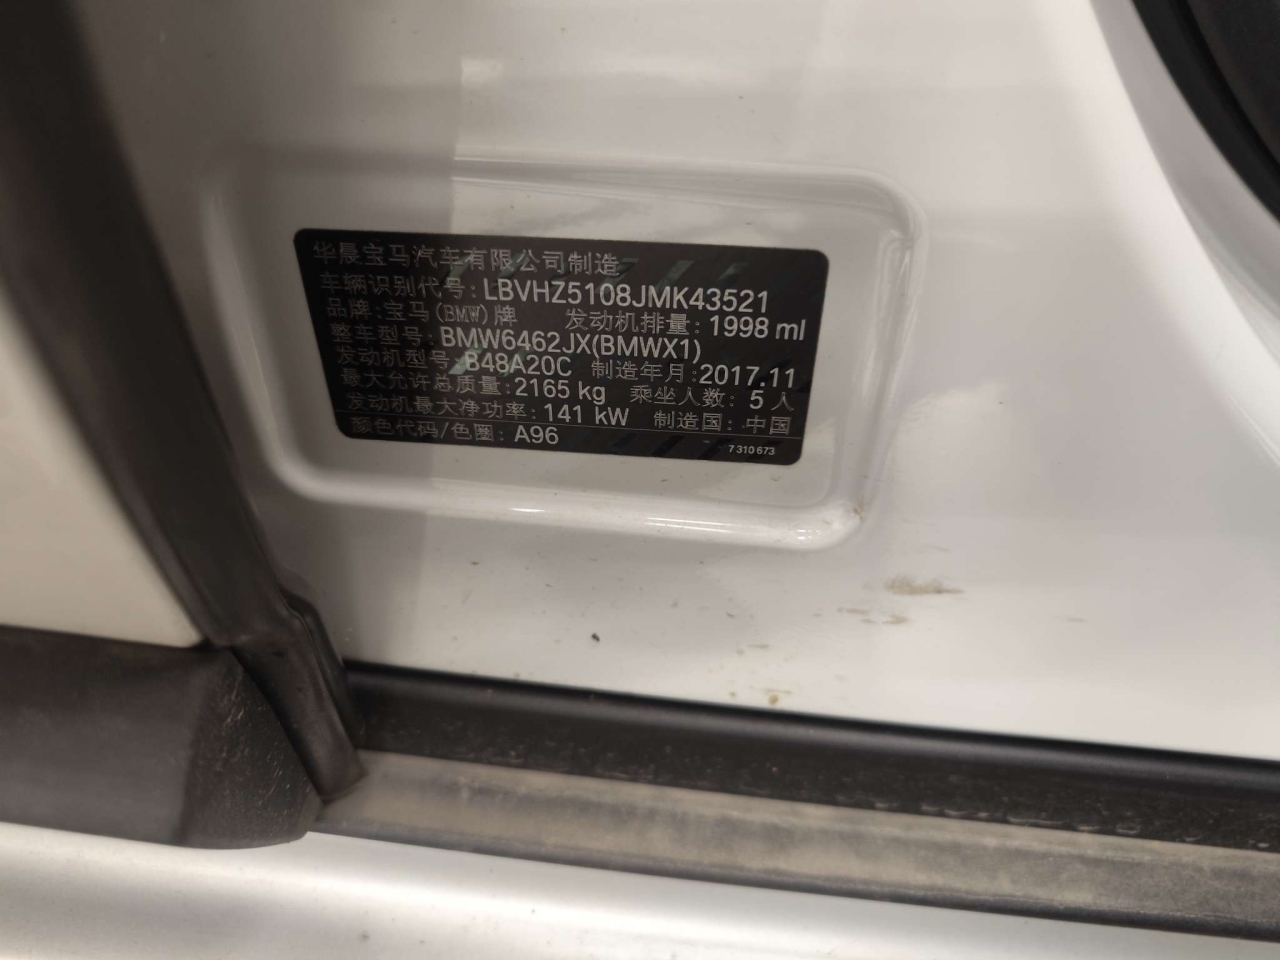 华晨宝马汽车有限公司制造
车辆识别代号: LBVHZ5108JMK43521
品牌: 宝马(BMW)牌 发动机排量: 1998 ml
整车型号: BMW6462JX(BMWX1)
发动机型号: B48A20C 制造年月: 2017.11
最大允许总质量: 2165 kg 乘坐人数: 5人
发动机最大净功率: 141 kW 制造国: 中国
颜色代码/色圈: A96
7 310 673